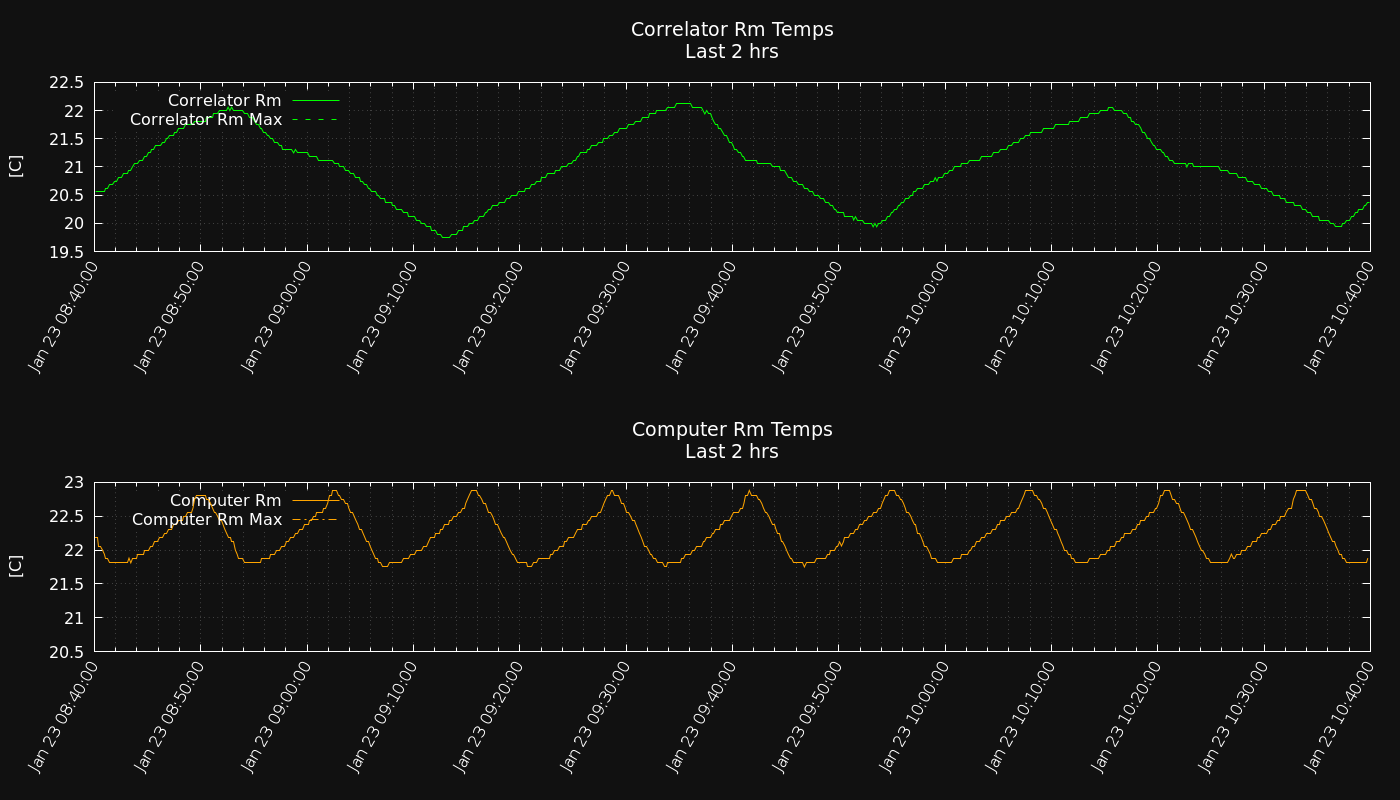 Correlator Rm Temps
Last 2 hrs
22.5
22
21.5
21
20.5
20
19.5
[C]
Correlator Rm
Correlator Rm Max
Jan 23 08:40:00
Jan 23 08:50:00
Jan 23 09:00:00
Jan 23 09:10:00
Jan 23 09:20:00
Jan 23 09:30:00
Jan 23 09:40:00
Jan 23 09:50:00
Jan 23 10:00:00
Jan 23 10:10:00
Jan 23 10:20:00
Jan 23 10:30:00
Jan 23 10:40:00
Computer Rm Temps
Last 2 hrs
23
22.5
22
21.5
21
20.5
[C]
Computer Rm
Computer Rm Max
Jan 23 08:40:00
Jan 23 08:50:00
Jan 23 09:00:00
Jan 23 09:10:00
Jan 23 09:20:00
Jan 23 09:30:00
Jan 23 09:40:00
Jan 23 09:50:00
Jan 23 10:00:00
Jan 23 10:10:00
Jan 23 10:20:00
Jan 23 10:30:00
Jan 23 10:40:00